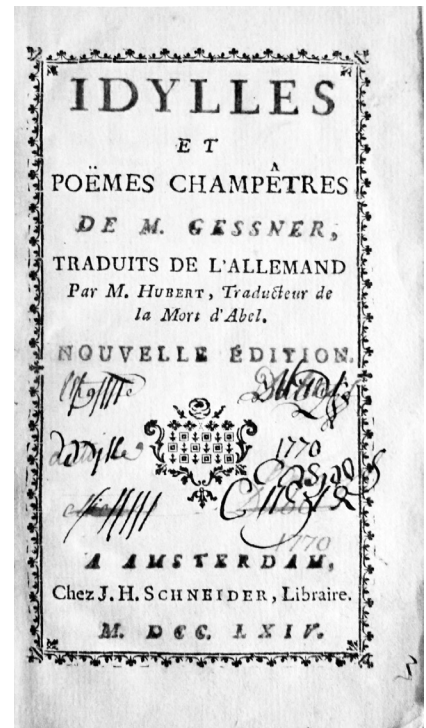 IDYLLES
ET
POËMES CHAMPÊTRES
DE M. GESSNER,
TRADUITS DE L'ALLEMAND
Par M. HUBERT, Traducteur de
la Mort d'Abel.
NOUVELLE ÉDITION.
1770
1770
A AMSTERDAM,
Chez J. H. SCHNEIDER, Libraire.
M. DCC. LXIV.